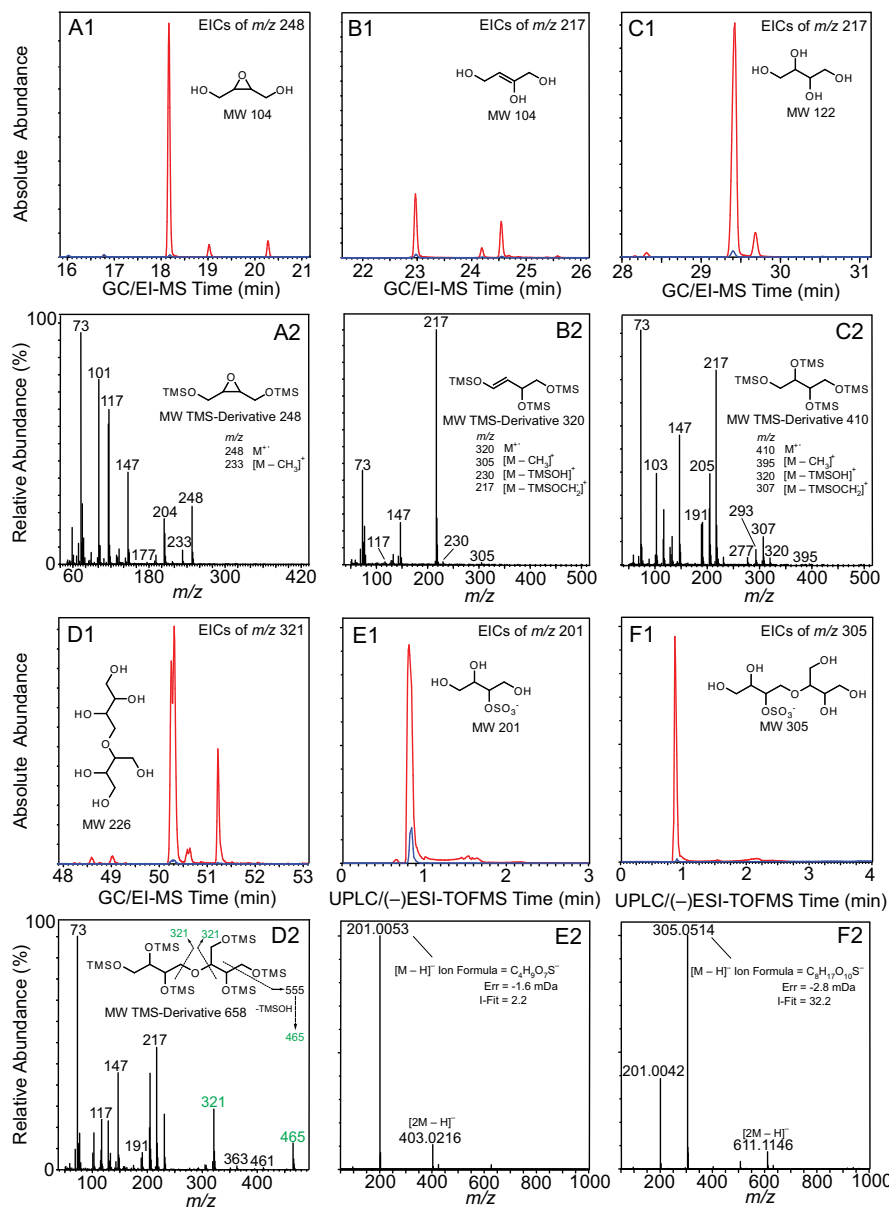 A1
EICs of m/z 248
O
HO
OH
MW 104
Absolute Abundance
16 17 18 19 20 21
GC/EI-MS Time (min)
B1
EICs of m/z 217
HO
OH
OH
MW 104
22 23 24 25 26
GC/EI-MS Time (min)
C1
EICs of m/z 217
OH
HO
OH
OH
MW 122
28 29 30 31
GC/EI-MS Time (min)
A2
Relative Abundance (%)
100
0
73
101
117
147
177
204
233
248
O
TMSO
OTMS
MW TMS-Derivative 248
m/z
248 M+·
233 [M – CH3]+
60 180 300 420
m/z
B2
217
73
117
147
230
305
TMSO
OTMS
OTMS
MW TMS-Derivative 320
m/z
320 M+·
305 [M – CH3]+
230 [M – TMSOH]+
217 [M – TMSOCH2]+
100 200 300 400 500
m/z
C2
73
103
147
191
205
217
277
293
307
320
395
OTMS
TMSO
OTMS
OTMS
MW TMS-Derivative 410
m/z
410 M+·
395 [M – CH3]+
320 [M – TMSOH]+
307 [M – TMSOCH2]+
100 200 300 400 500
m/z
D1
EICs of m/z 321
OH
OH
HO
O
HO
OH
HO
MW 226
Absolute Abundance
48 49 50 51 52 53
GC/EI-MS Time (min)
E1
EICs of m/z 201
OH
HO
OH
OSO3-
MW 201
0 1 2 3
UPLC/(–)ESI-TOFMS Time (min)
F1
EICs of m/z 305
OH
OH
HO
O
OH
OSO3-
OH
MW 305
0 1 2 3 4
UPLC/(–)ESI-TOFMS Time (min)
D2
Relative Abundance (%)
100
0
73
117
147
191
217
321
363
461
465
321
321
OTMS
OTMS
TMSO
O
OTMS
OTMS
OTMS
555
-TMSOH
465
MW TMS-Derivative 658
100 200 300 400
m/z
E2
201.0053
[M – H]– Ion Formula = C4H9O7S–
Err = -1.6 mDa
I-Fit = 2.2
[2M – H]–
403.0216
200 400 600 800 1000
m/z
F2
305.0514
[M – H]– Ion Formula = C8H17O10S–
Err = -2.8 mDa
I-Fit = 32.2
201.0042
[2M – H]–
611.1146
200 400 600 800 1000
m/z